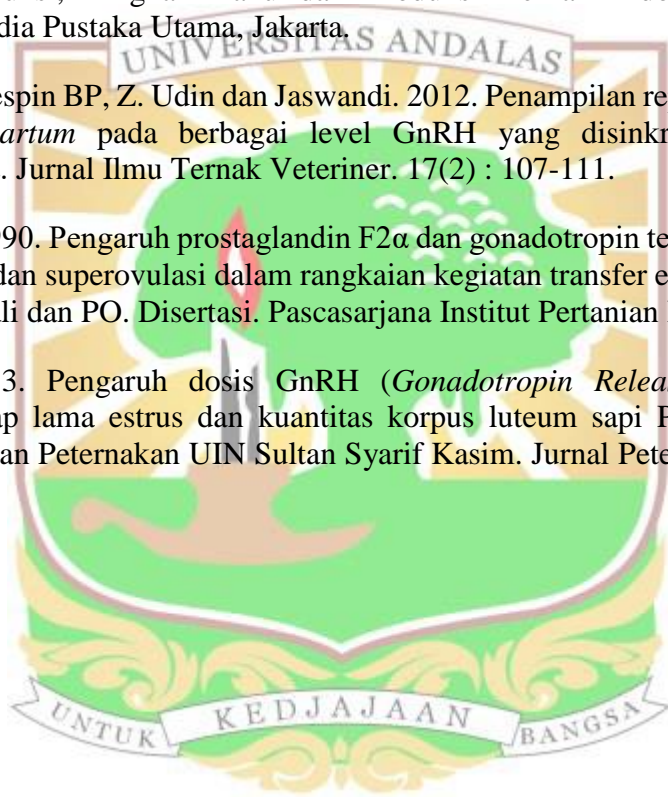 dia Pustaka Utama, Jakarta.
UNIVERSITAS ANDALAS
espin BP, Z. Udin dan Jaswandi. 2012. Penampilan re
artum pada berbagai level GnRH yang disinkr
. Jurnal Ilmu Ternak Veteriner. 17(2) : 107-111.
990. Pengaruh prostaglandin F2α dan gonadotropin te
dan superovulasi dalam rangkaian kegiatan transfer e
ali dan PO. Disertasi. Pascasarjana Institut Pertanian
3. Pengaruh dosis GnRH (Gonadotropin Relea
ap lama estrus dan kuantitas korpus luteum sapi P
an Peternakan UIN Sultan Syarif Kasim. Jurnal Pete
UNTUK KEDJAJAAN BANGSA